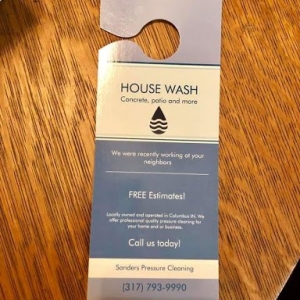 HOUSE WASH
Concrete, patio and more
We were recently working at your
neighbors
FREE Estimates!
Locally owned and operated in Columbus IN. We
offer professional quality pressure cleaning for
your home and or business.
Call us today!
Sanders Pressure Cleaning
(317) 793-9990